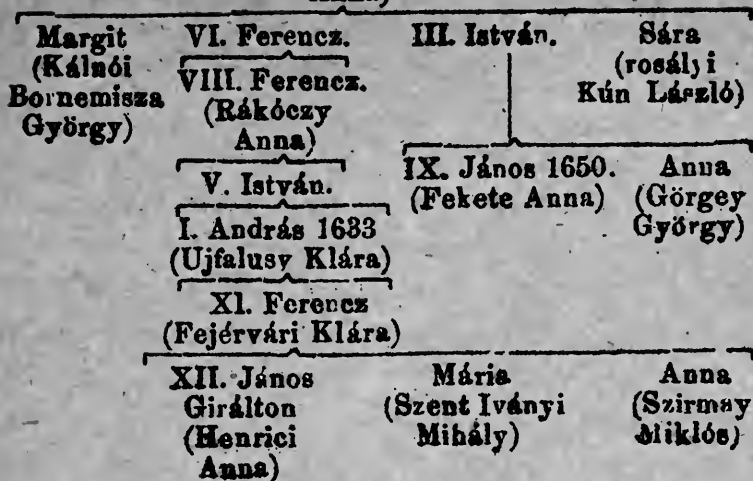 Margit VI. Ferencz. III. István. Sára
(Kálnói VIII. Ferencz. (rosályi
Bornemisza (Rákóczy Kún László)
György) Anna)
V. István. IX. János 1650. Anna
(Fekete Anna) (Görgey
György)
I. András 1633
(Ujfalusy Klára)
XI. Ferencz
(Fejérvári Klára)
XII. János Mária Anna
Girálton (Szent Iványi (Szirmay
(Henrici Mihály) Miklós)
Anna)